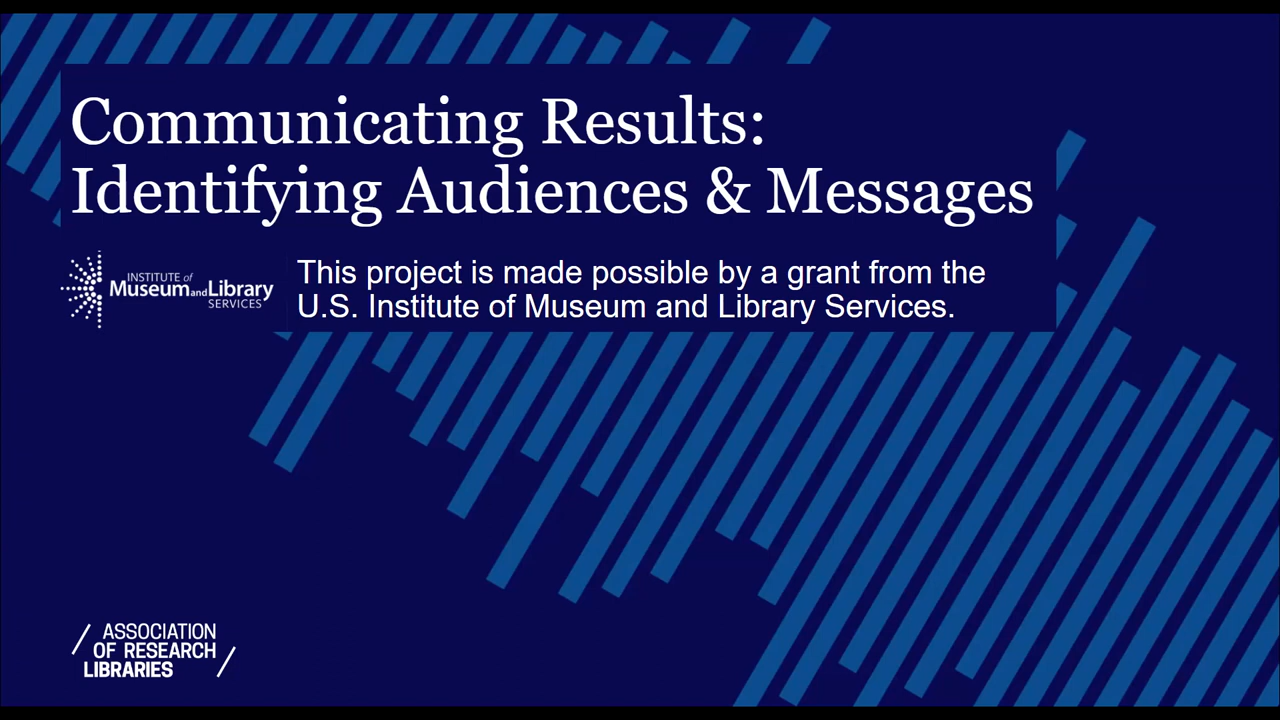 Communicating Results:
Identifying Audiences & Messages
INSTITUTE of
Museum and Library
SERVICES
This project is made possible by a grant from the
U.S. Institute of Museum and Library Services.
ASSOCIATION
OF RESEARCH
LIBRARIES